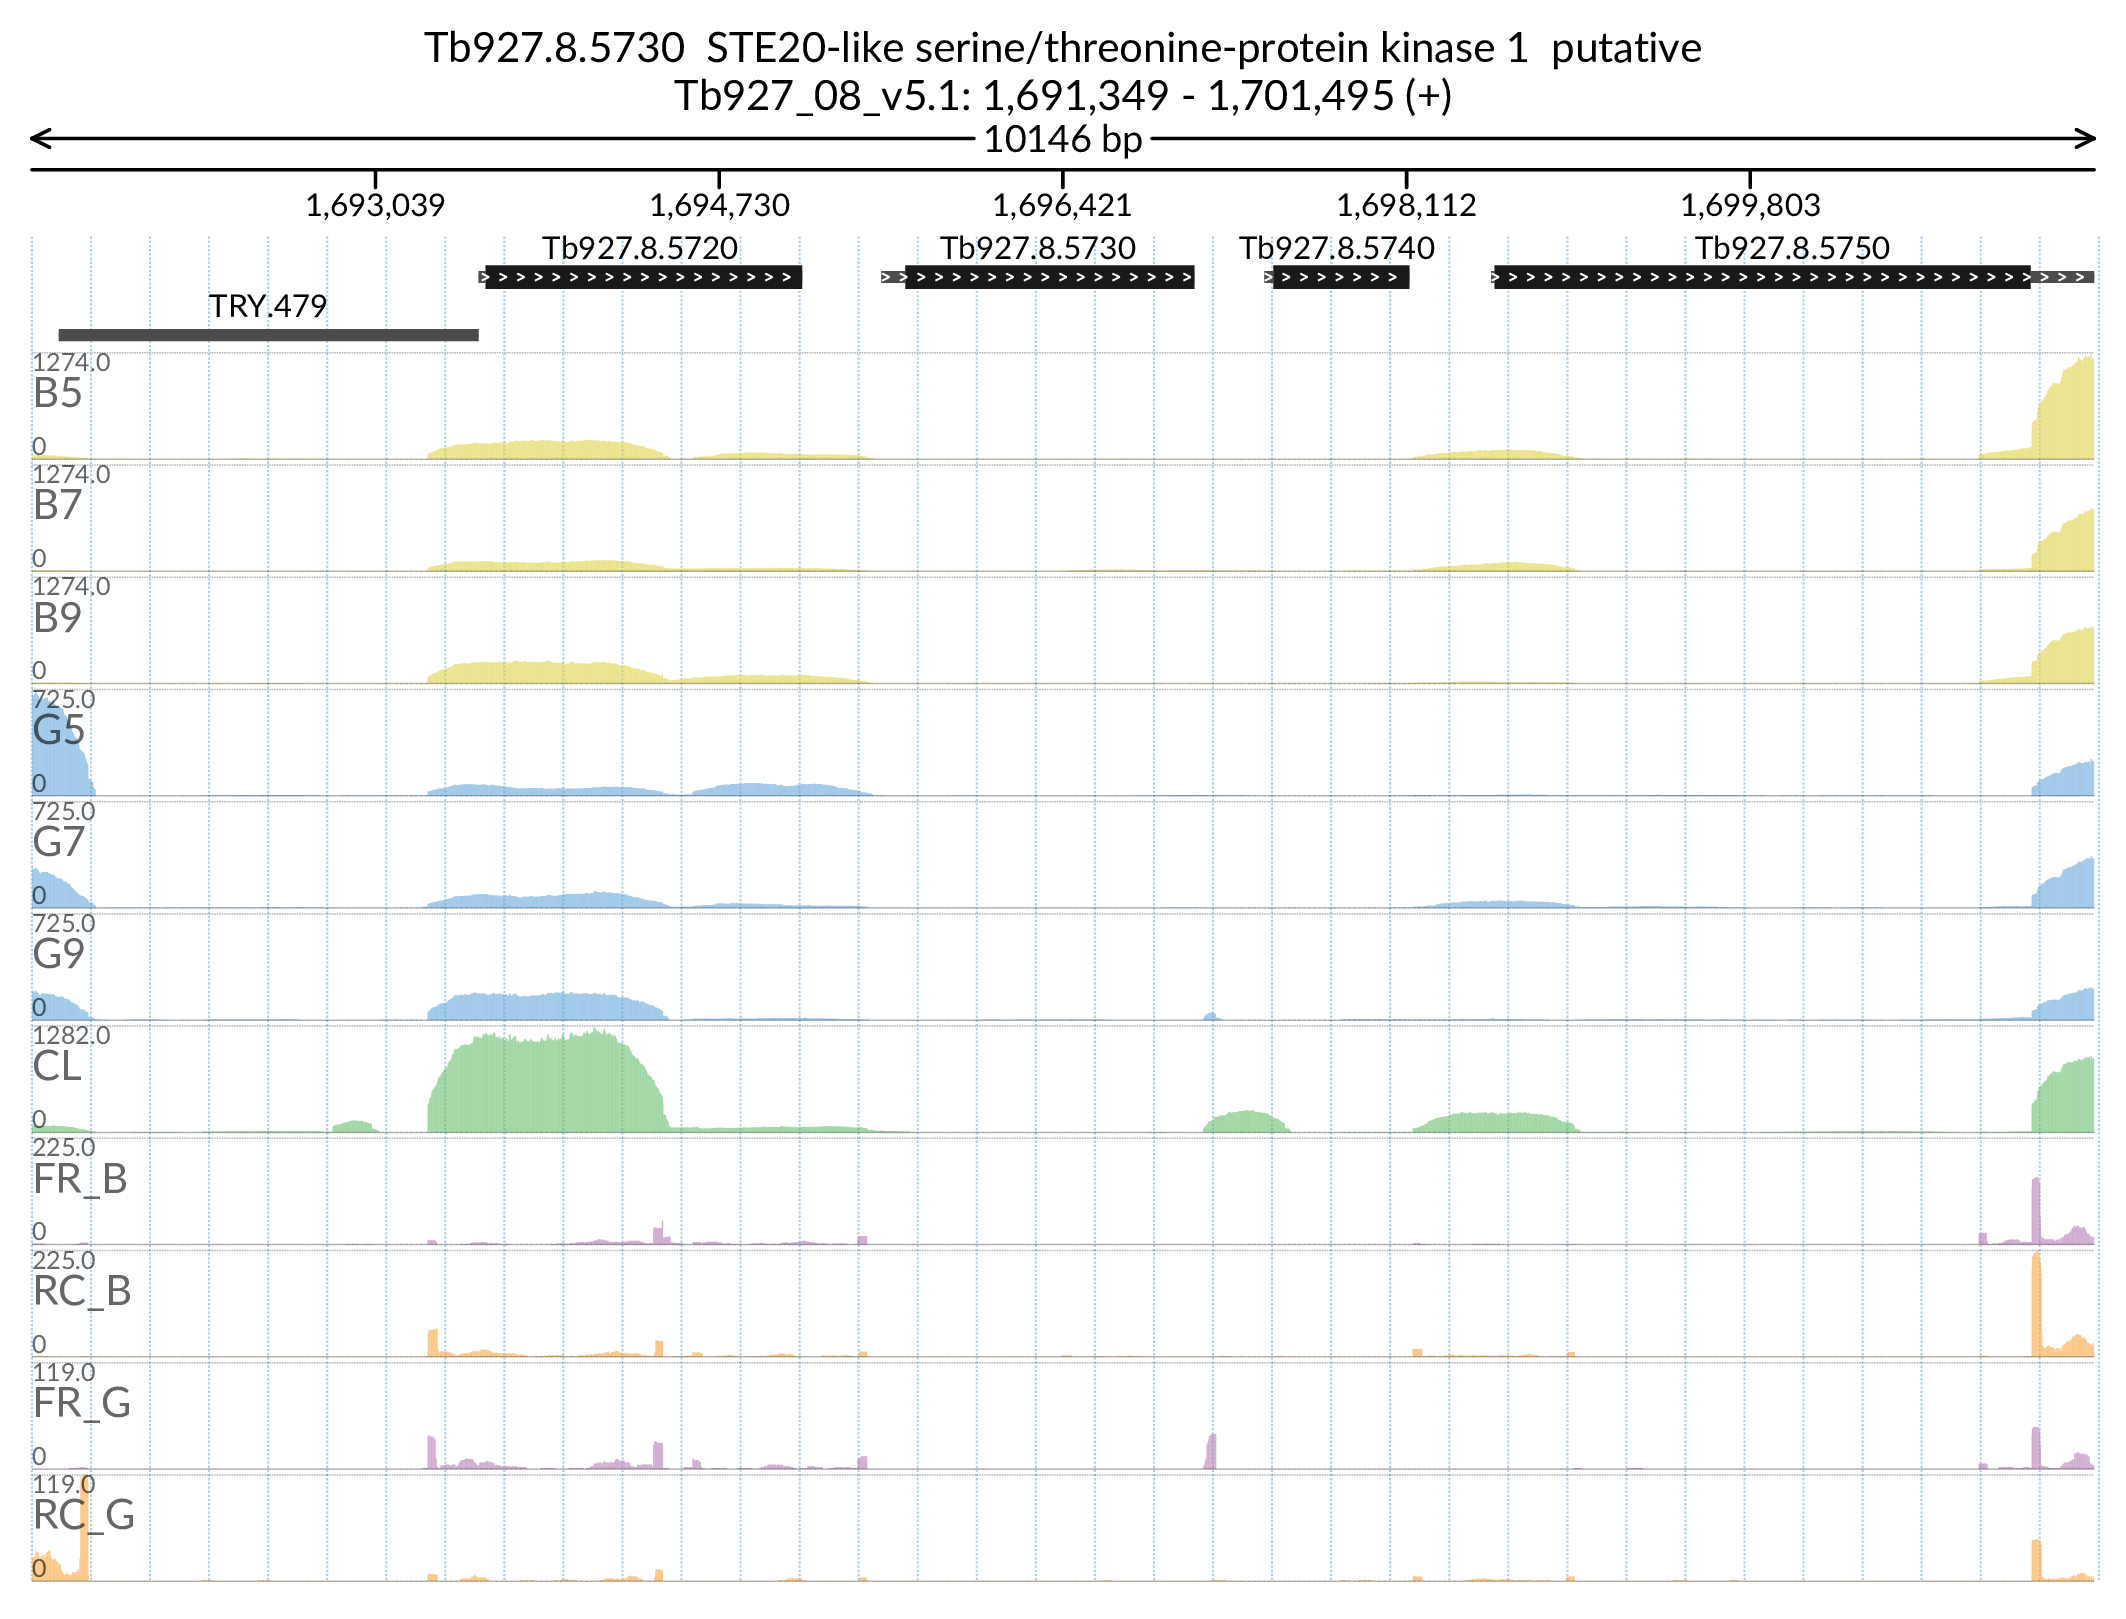 Tb927.8.5730  STE20-like serine/threonine-protein kinase 1  putative
Tb927_08_v5.1: 1,691,349 - 1,701,495 (+)
10146 bp
1,693,039 1,694,730 1,696,421 1,698,112 1,699,803
Tb927.8.5720 Tb927.8.5730 Tb927.8.5740 Tb927.8.5750
TRY.479
1274.0
B5
0
1274.0
B7
0
1274.0
B9
0
725.0
G5
0
725.0
G7
0
725.0
G9
0
1282.0
CL
0
225.0
FR_B
0
225.0
RC_B
0
119.0
FR_G
0
119.0
RC_G
0